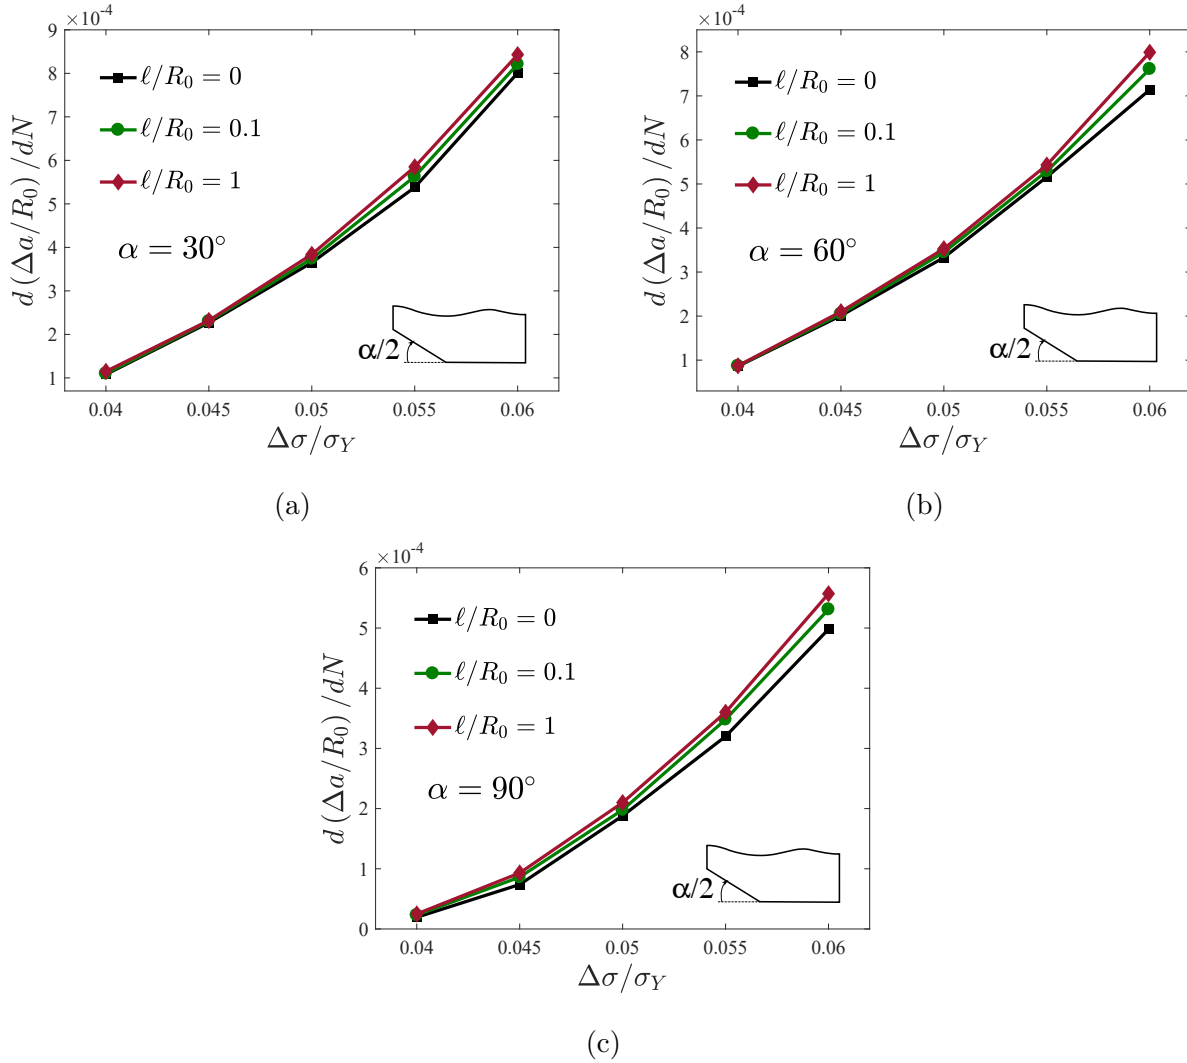 ×10⁻⁴
9
8
7
6
5
4
3
2
1
0.04 0.045 0.05 0.055 0.06
d (Δa/R₀) /dN
Δσ/σ_Y
ℓ/R₀ = 0
ℓ/R₀ = 0.1
ℓ/R₀ = 1
α = 30°
α/2
(a)
×10⁻⁴
8
7
6
5
4
3
2
1
0.04 0.045 0.05 0.055 0.06
d (Δa/R₀) /dN
Δσ/σ_Y
ℓ/R₀ = 0
ℓ/R₀ = 0.1
ℓ/R₀ = 1
α = 60°
α/2
(b)
×10⁻⁴
6
5
4
3
2
1
0
0.04 0.045 0.05 0.055 0.06
d (Δa/R₀) /dN
Δσ/σ_Y
ℓ/R₀ = 0
ℓ/R₀ = 0.1
ℓ/R₀ = 1
α = 90°
α/2
(c)